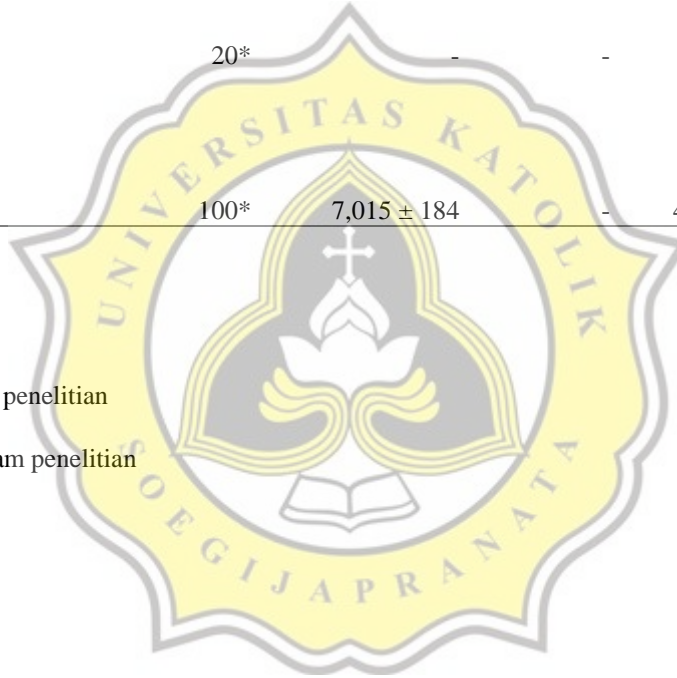 20* - -
100* 7,015 ± 184 - 4
penelitian
am penelitian
UNIVERSITAS KATOLIK
SOEGIJAPRANATA